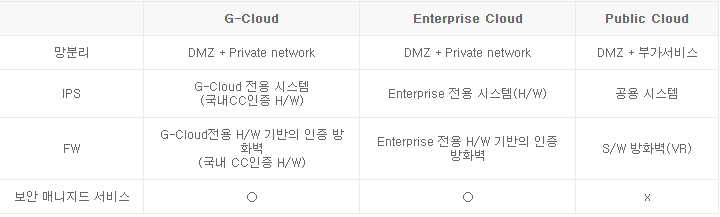 G-Cloud Enterprise Cloud Public Cloud
망분리 DMZ + Private network DMZ + Private network DMZ + 부가서비스
IPS G-Cloud 전용 시스템
(국내CC인증 H/W) Enterprise 전용 시스템(H/W) 공용 시스템
FW G-Cloud전용 H/W 기반의 인증 방
화벽
(국내 CC인증 H/W) Enterprise 전용 H/W 기반의 인증
방화벽 S/W 방화벽(VR)
보안 매니지드 서비스 ○ ○ x